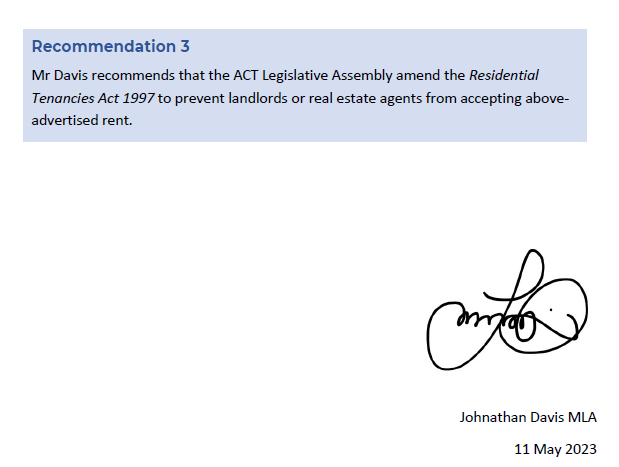 Recommendation 3
Mr Davis recommends that the ACT Legislative Assembly amend the Residential
Tenancies Act 1997 to prevent landlords or real estate agents from accepting above-
advertised rent.
Johnathan Davis MLA
11 May 2023